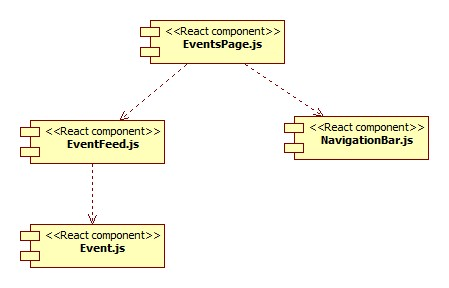 <<React component>>
EventsPage.js
<<React component>>
EventFeed.js
<<React component>>
NavigationBar.js
<<React component>>
Event.js